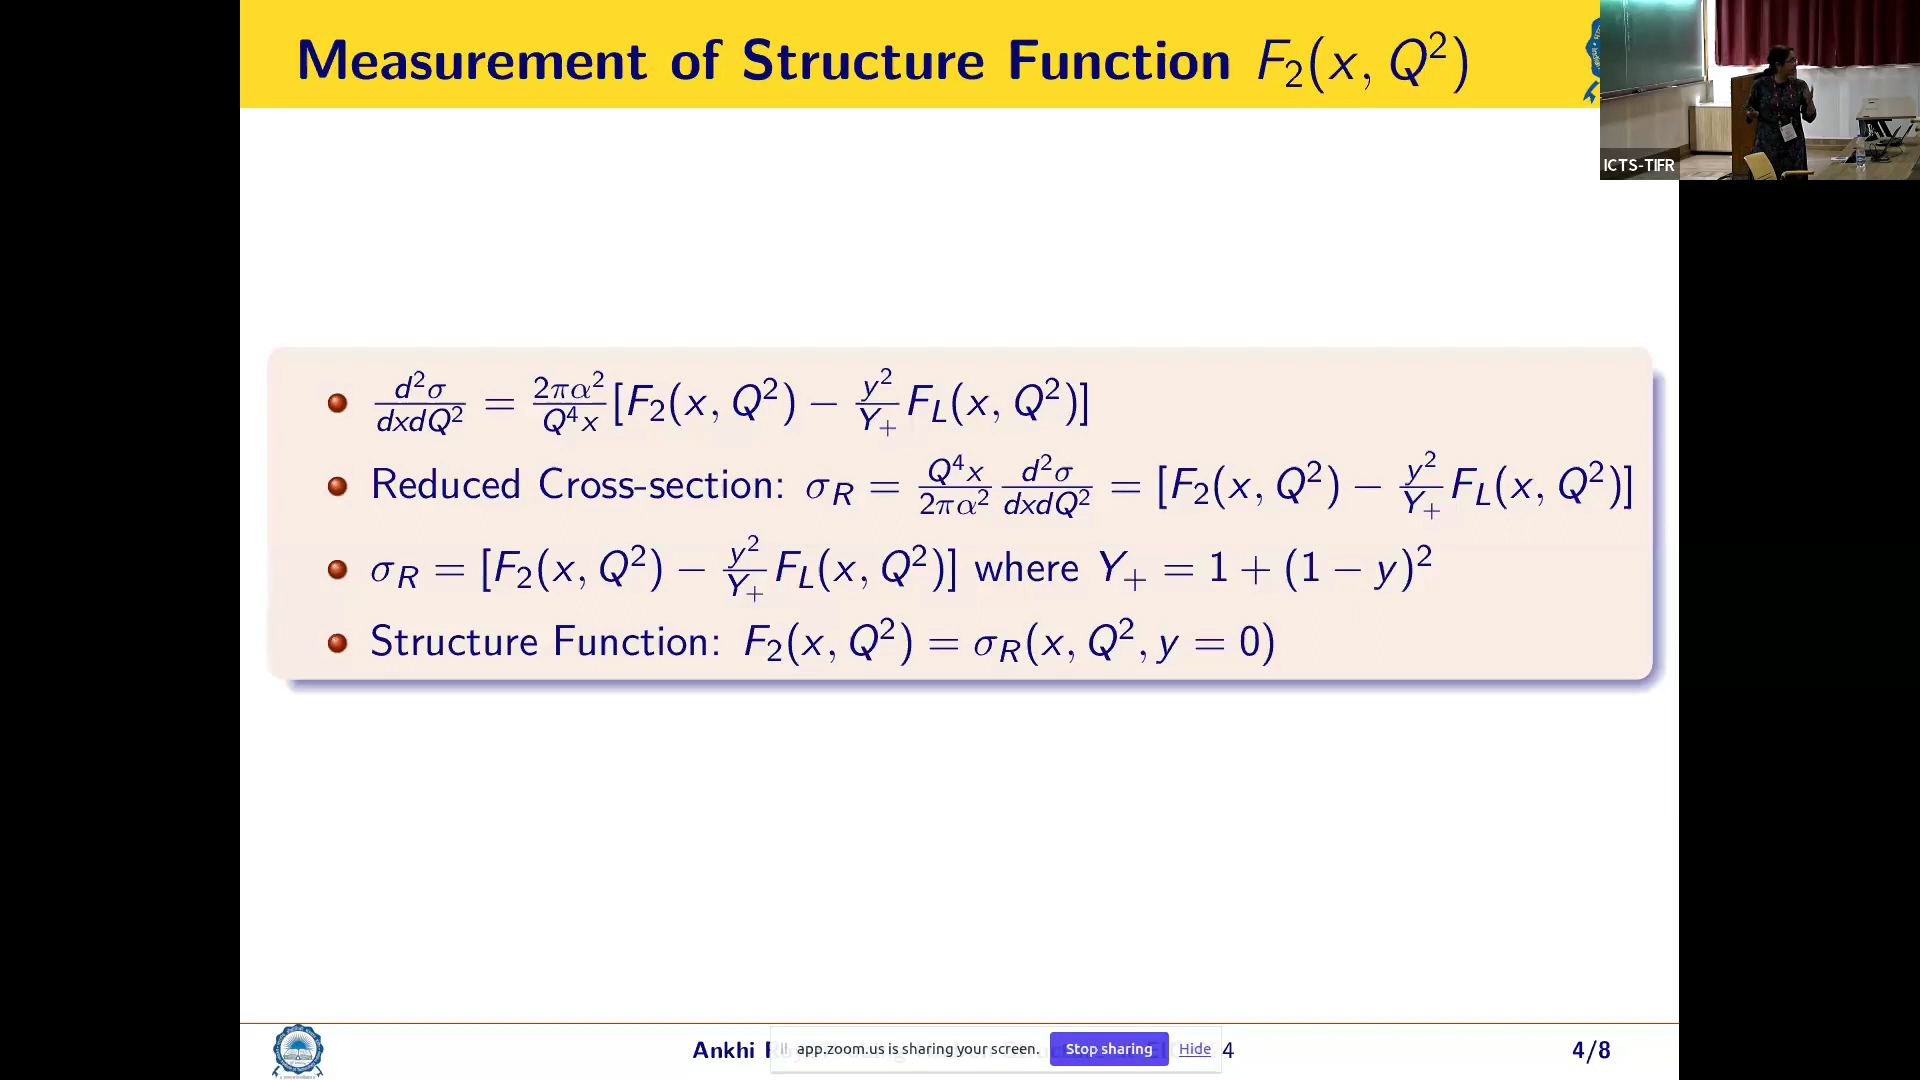 Measurement of Structure Function F₂(x, Q²)
ICTS-TIFR
d²σ/dxdQ² = 2πα²/Q⁴x [F₂(x, Q²) − y²/Y₊ F_L(x, Q²)]
Reduced Cross-section: σ_R = Q⁴x/2πα² d²σ/dxdQ² = [F₂(x, Q²) − y²/Y₊ F_L(x, Q²)]
σ_R = [F₂(x, Q²) − y²/Y₊ F_L(x, Q²)] where Y₊ = 1 + (1 − y)²
Structure Function: F₂(x, Q²) = σ_R(x, Q², y = 0)
Ankhi
app.zoom.us is sharing your screen. Stop sharing Hide
4
4/8